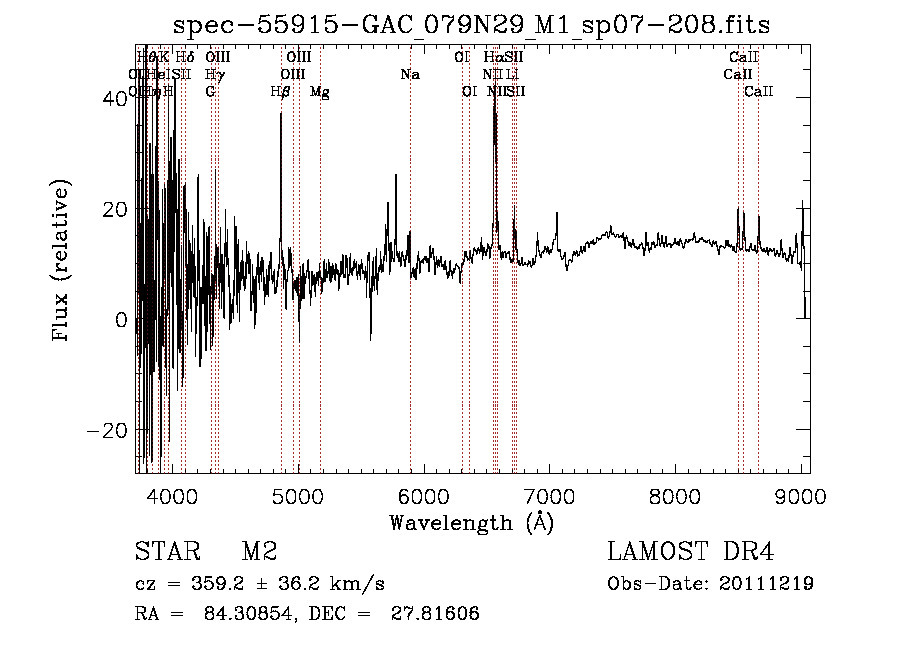 spec-55915-GAC_079N29_M1_sp07-208.fits
Hδ OIII OIII OI Hα SII CaII
SII Hγ OIII Na NII Li CaII
H G Hβ Mg OI NII SII CaII
40
20
0
-20
Flux (relative)
4000 5000 6000 7000 8000 9000
Wavelength (Å)
STAR M2 LAMOST DR4
cz = 359.2 ± 36.2 km/s Obs-Date: 20111219
RA = 84.30854, DEC = 27.81606